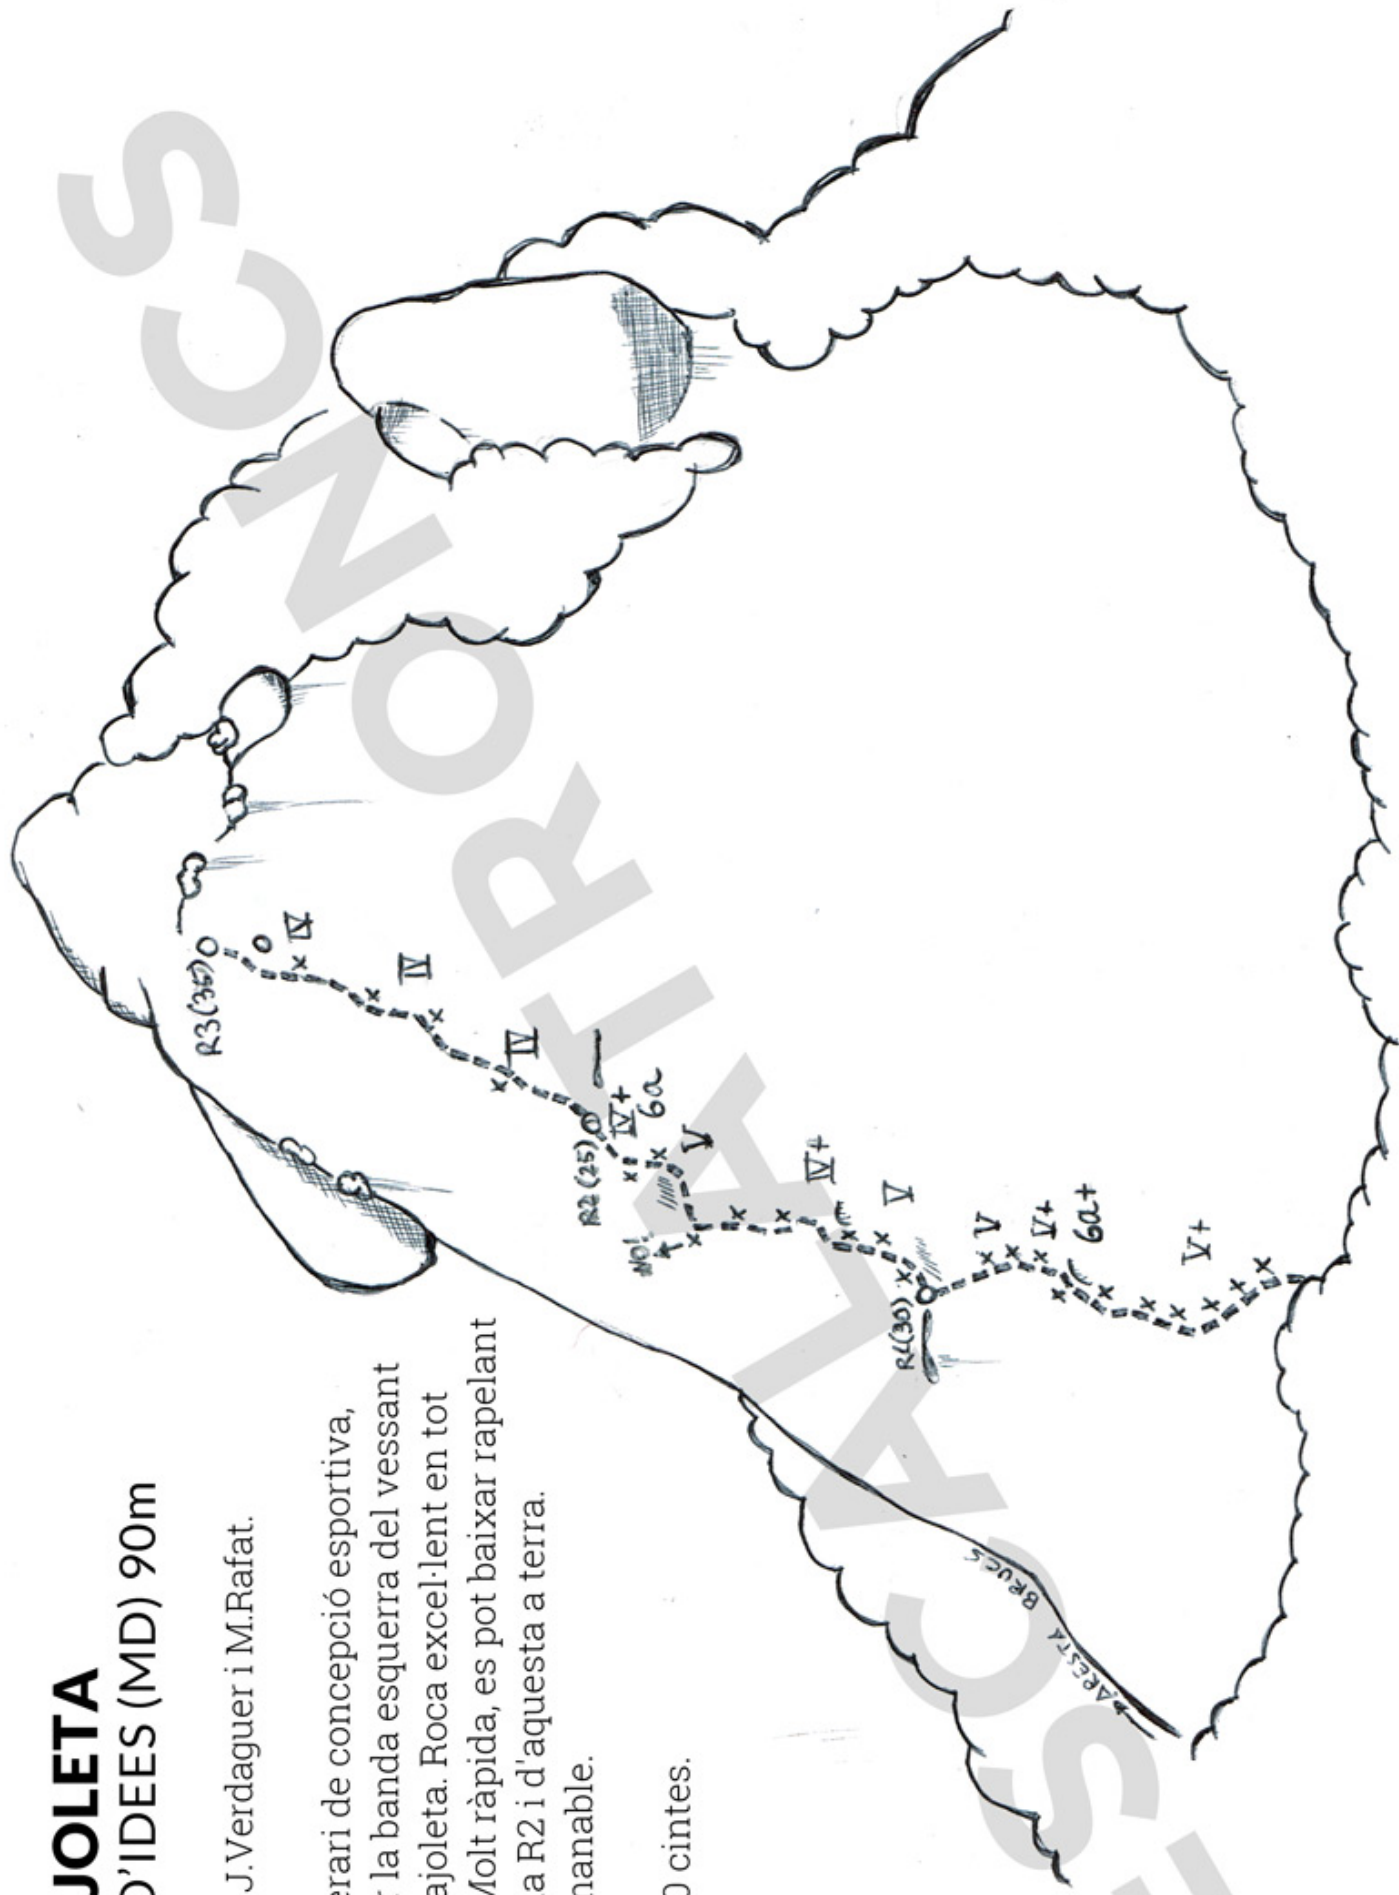 JOLETA
D'IDEES (MD) 90m
J.Verdaguer i M.Rafat.
erari de concepció esportiva,
r la banda esquerra del vessant
ajoleta. Roca excel·lent en tot
Molt ràpida, es pot baixar rapelant
a R2 i d'aquesta a terra.
nanable.
0 cintes.
R3(35)
IV
IV
IV
R2(25)
IV+
6a
V
NO!
IV+
V
R1(30)
V
V+
6a+
V+
ARESTA BRUCS
ESCALATRONCS